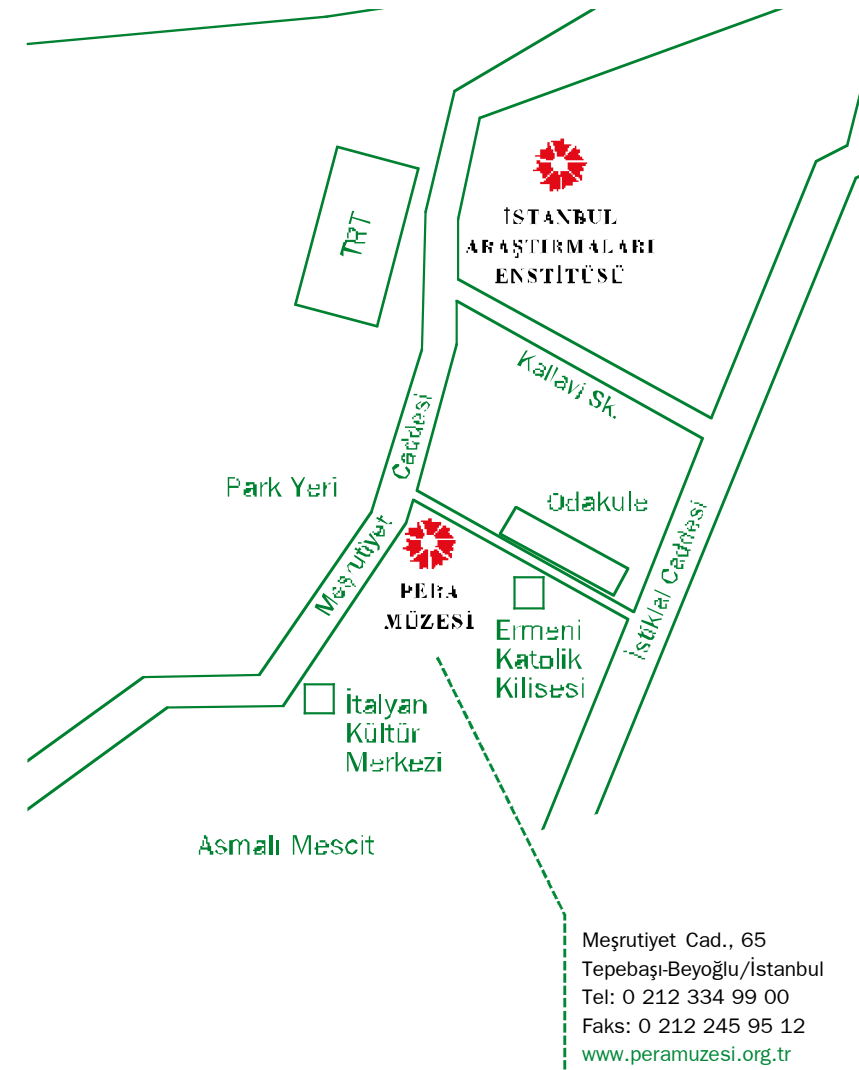 TRT
İSTANBUL
ARAŞTIRMALARI
ENSTİTÜSÜ
Kallavi Sk.
Caddesi
Park Yeri
Odakule
Meşrutiyet
PERA
MÜZESİ
İstiklal Caddesi
Ermeni
Katolik
Kilisesi
İtalyan
Kültür
Merkezi
Asmalı Mescit
Meşrutiyet Cad., 65
Tepebaşı-Beyoğlu/İstanbul
Tel: 0 212 334 99 00
Faks: 0 212 245 95 12
www.peramuzesi.org.tr